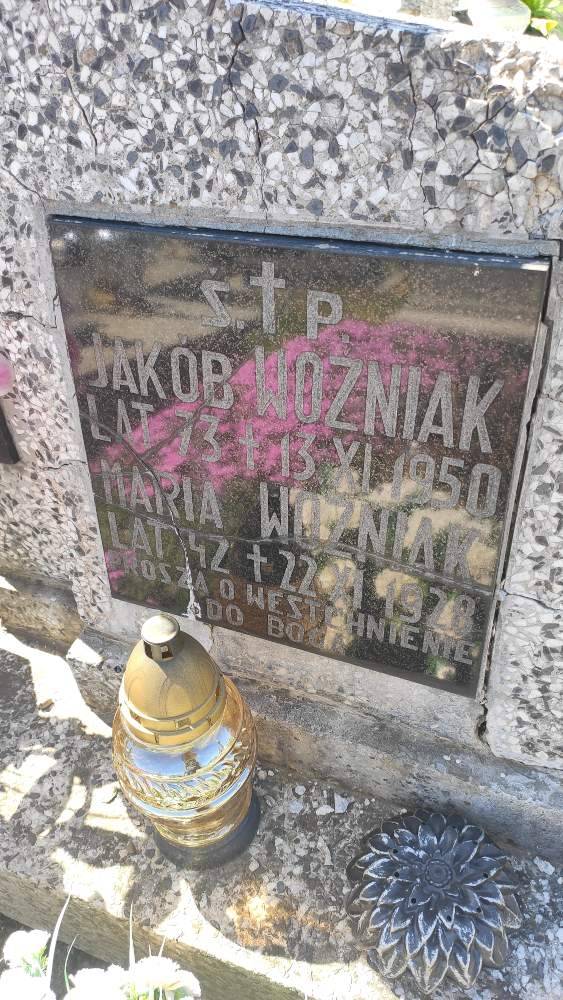 Ś. † P.
JAKÓB WOŹNIAK
LAT 73 † 13 XI 1950
MARIA WOŹNIAK
LAT 42 † 22 XI 1928
PROSZĄ O WESTCHNIENIE
DO BOGA